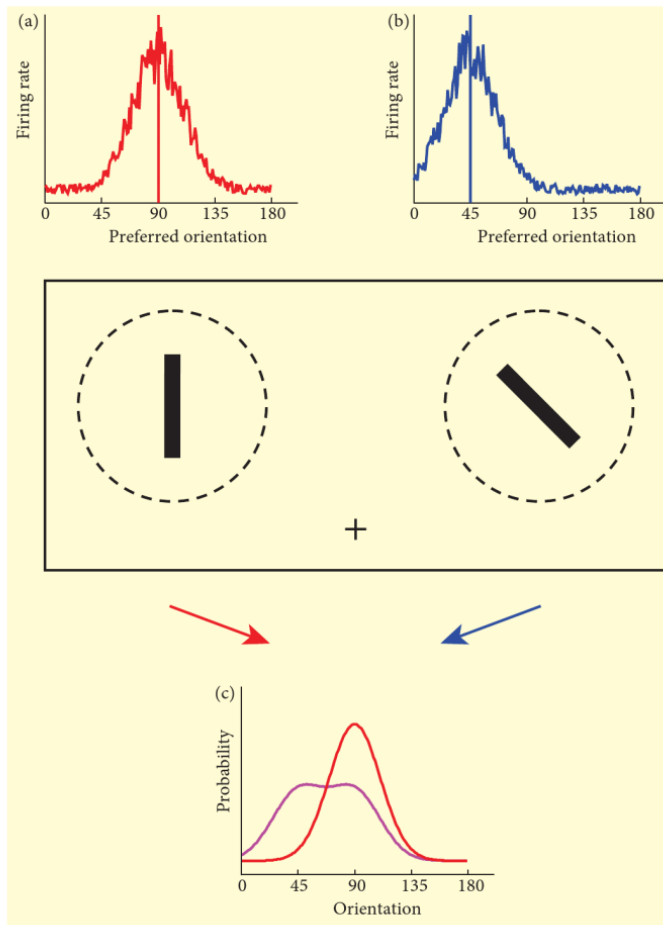 (a)
Firing rate
0 45 90 135 180
Preferred orientation
(b)
Firing rate
0 45 90 135 180
Preferred orientation
+
(c)
Probability
0 45 90 135 180
Orientation